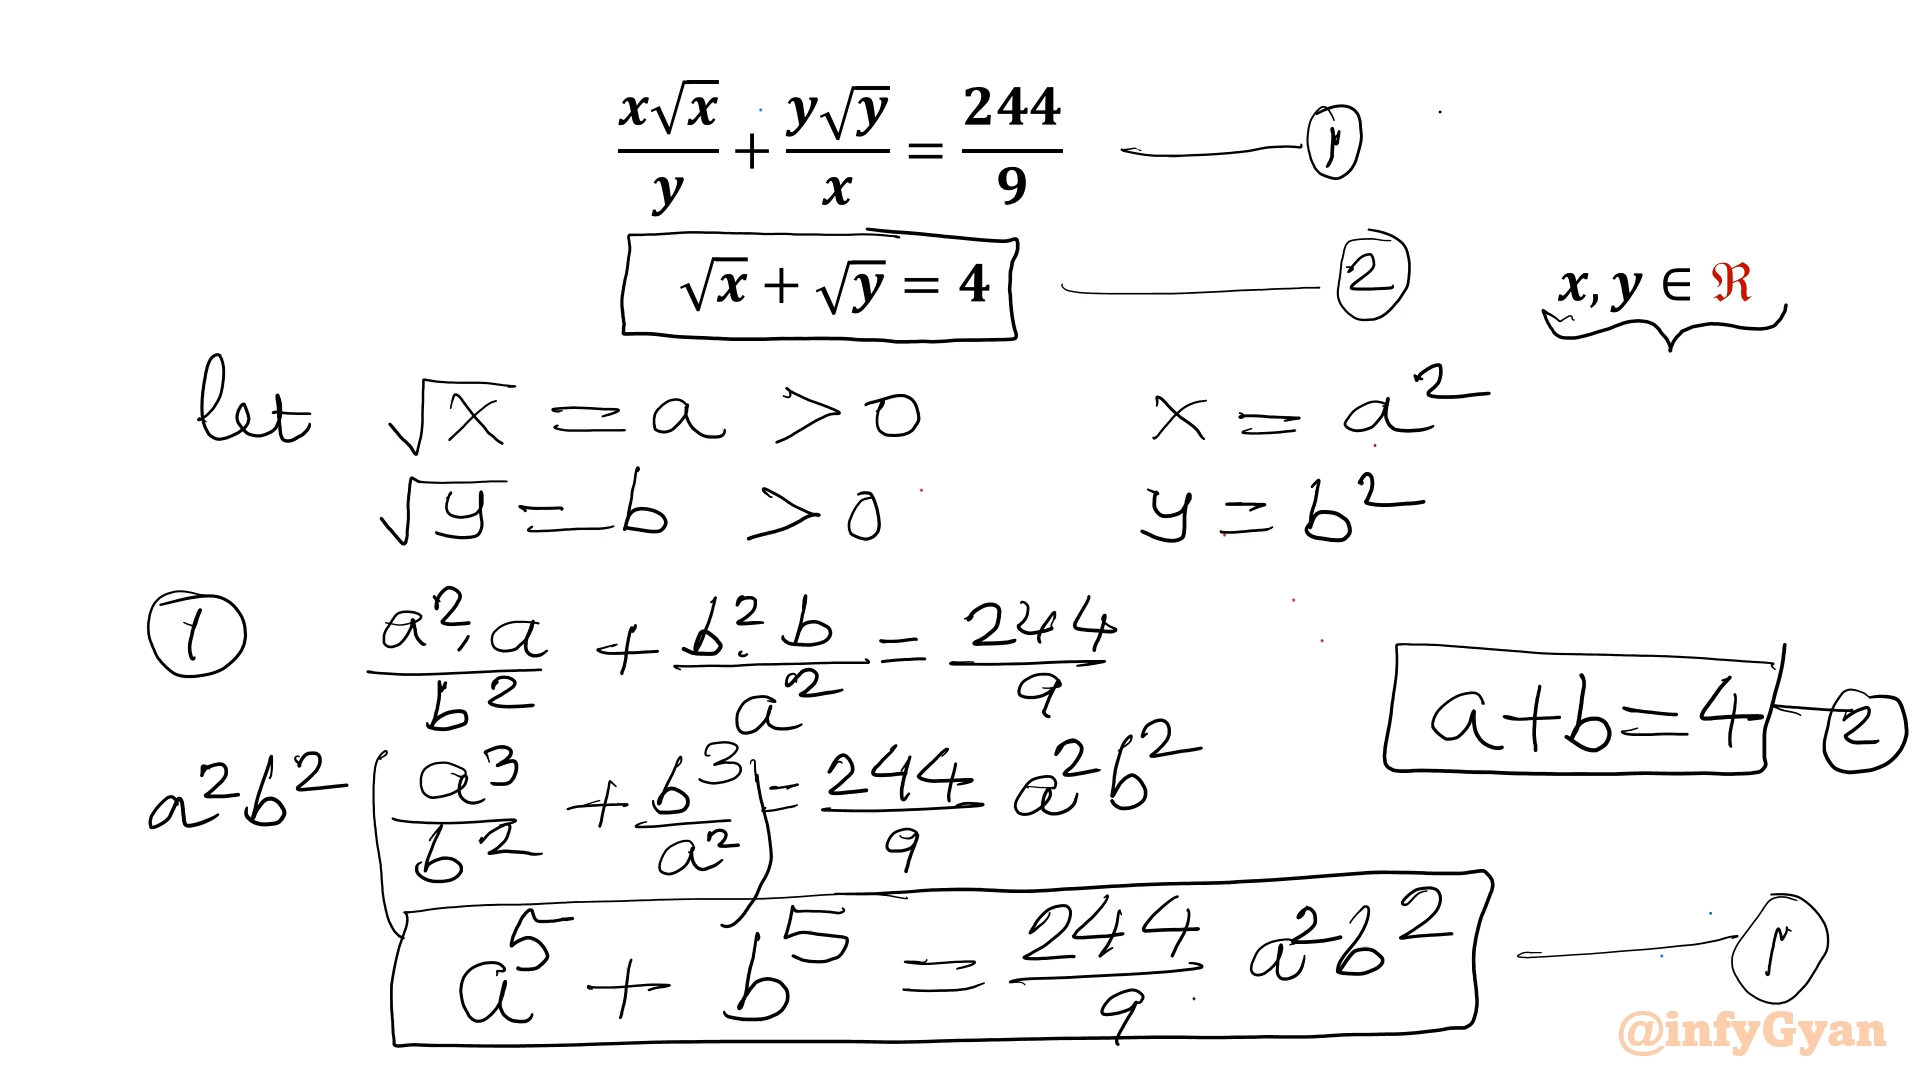 x√x/y + y√y/x = 244/9 —— ①
√x + √y = 4 —— ②
x, y ∈ ℜ
let √x = a > 0 x = a²
√y = b > 0 y = b²
① a².a/b² + b².b/a² = 244/9
a + b = 4 — ②
a²b² (a³/b² + b³/a²) = 244/9 a²b²
a⁵ + b⁵ = 244/9 a²b² —— ①
@infyGyan